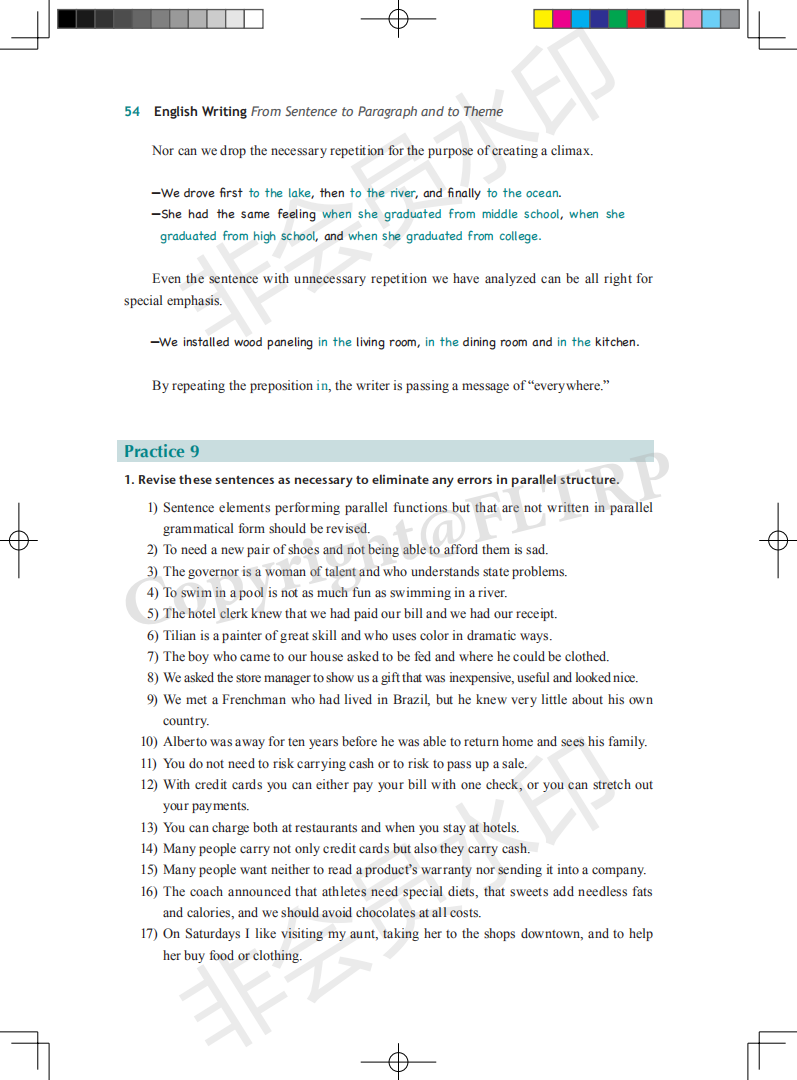 54 English Writing From Sentence to Paragraph and to Theme
Nor can we drop the necessary repetition for the purpose of creating a climax.
—We drove first to the lake, then to the river, and finally to the ocean.
—She had the same feeling when she graduated from middle school, when she
graduated from high school, and when she graduated from college.
Even the sentence with unnecessary repetition we have analyzed can be all right for
special emphasis.
—We installed wood paneling in the living room, in the dining room and in the kitchen.
By repeating the preposition in, the writer is passing a message of “everywhere.”
Practice 9
1. Revise these sentences as necessary to eliminate any errors in parallel structure.
1) Sentence elements performing parallel functions but that are not written in parallel
grammatical form should be revised.
2) To need a new pair of shoes and not being able to afford them is sad.
3) The governor is a woman of talent and who understands state problems.
4) To swim in a pool is not as much fun as swimming in a river.
5) The hotel clerk knew that we had paid our bill and we had our receipt.
6) Tilian is a painter of great skill and who uses color in dramatic ways.
7) The boy who came to our house asked to be fed and where he could be clothed.
8) We asked the store manager to show us a gift that was inexpensive, useful and looked nice.
9) We met a Frenchman who had lived in Brazil, but he knew very little about his own
country.
10) Alberto was away for ten years before he was able to return home and sees his family.
11) You do not need to risk carrying cash or to risk to pass up a sale.
12) With credit cards you can either pay your bill with one check, or you can stretch out
your payments.
13) You can charge both at restaurants and when you stay at hotels.
14) Many people carry not only credit cards but also they carry cash.
15) Many people want neither to read a product’s warranty nor sending it into a company.
16) The coach announced that athletes need special diets, that sweets add needless fats
and calories, and we should avoid chocolates at all costs.
17) On Saturdays I like visiting my aunt, taking her to the shops downtown, and to help
her buy food or clothing.
非会员水印
Copyright@FLTRP
非会员水印